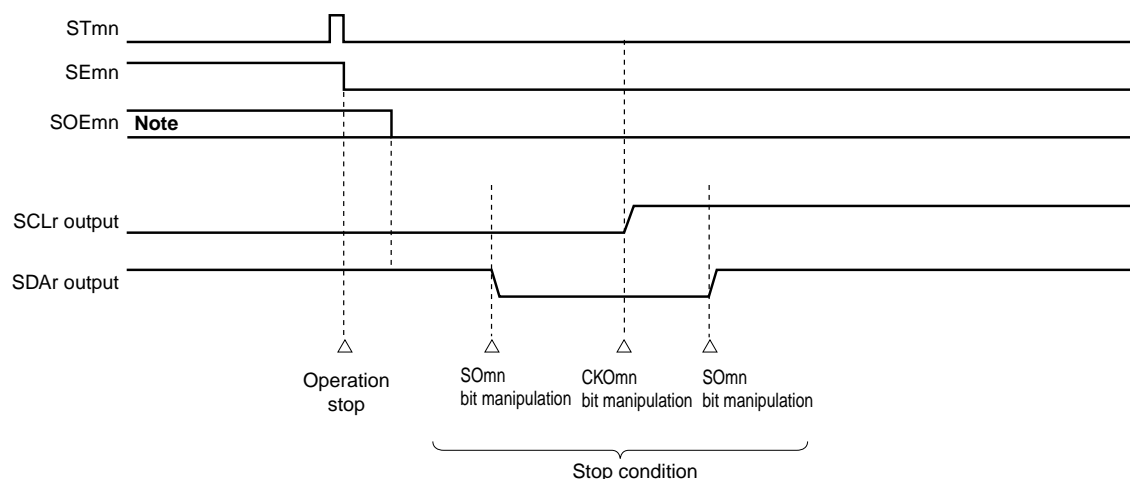 STmn
SEmn
SOEmn Note
SCLr output
SDAr output
Operation
stop
SOmn
bit manipulation
CKOmn
bit manipulation
SOmn
bit manipulation
Stop condition